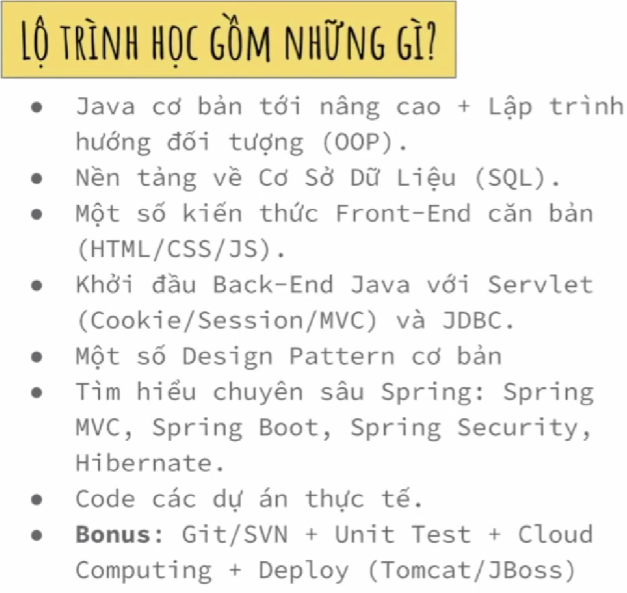 LỘ TRÌNH HỌC GỒM NHỮNG GÌ?
● Java cơ bản tới nâng cao + Lập trình
hướng đối tượng (OOP).
● Nền tảng về Cơ Sở Dữ Liệu (SQL).
● Một số kiến thức Front-End căn bản
(HTML/CSS/JS).
● Khởi đầu Back-End Java với Servlet
(Cookie/Session/MVC) và JDBC.
● Một số Design Pattern cơ bản
● Tìm hiểu chuyên sâu Spring: Spring
MVC, Spring Boot, Spring Security,
Hibernate.
● Code các dự án thực tế.
● Bonus: Git/SVN + Unit Test + Cloud
Computing + Deploy (Tomcat/JBoss)